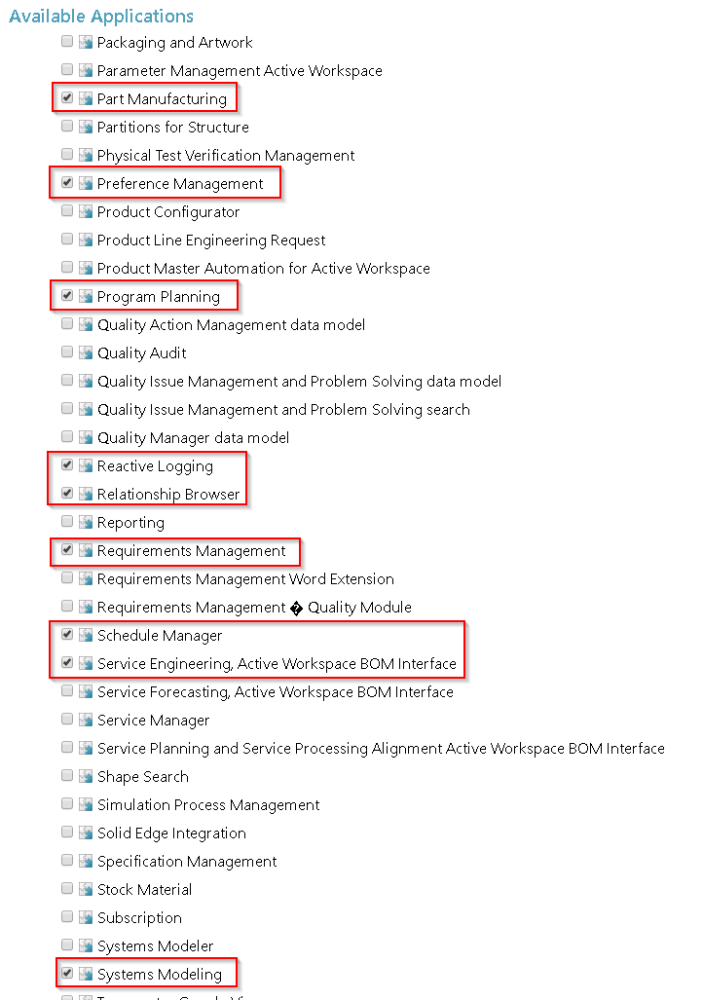 Available Applications
Packaging and Artwork
Parameter Management Active Workspace
Part Manufacturing
Partitions for Structure
Physical Test Verification Management
Preference Management
Product Configurator
Product Line Engineering Request
Product Master Automation for Active Workspace
Program Planning
Quality Action Management data model
Quality Audit
Quality Issue Management and Problem Solving data model
Quality Issue Management and Problem Solving search
Quality Manager data model
Reactive Logging
Relationship Browser
Reporting
Requirements Management
Requirements Management Word Extension
Requirements Management � Quality Module
Schedule Manager
Service Engineering, Active Workspace BOM Interface
Service Forecasting, Active Workspace BOM Interface
Service Manager
Service Planning and Service Processing Alignment Active Workspace BOM Interface
Shape Search
Simulation Process Management
Solid Edge Integration
Specification Management
Stock Material
Subscription
Systems Modeler
Systems Modeling